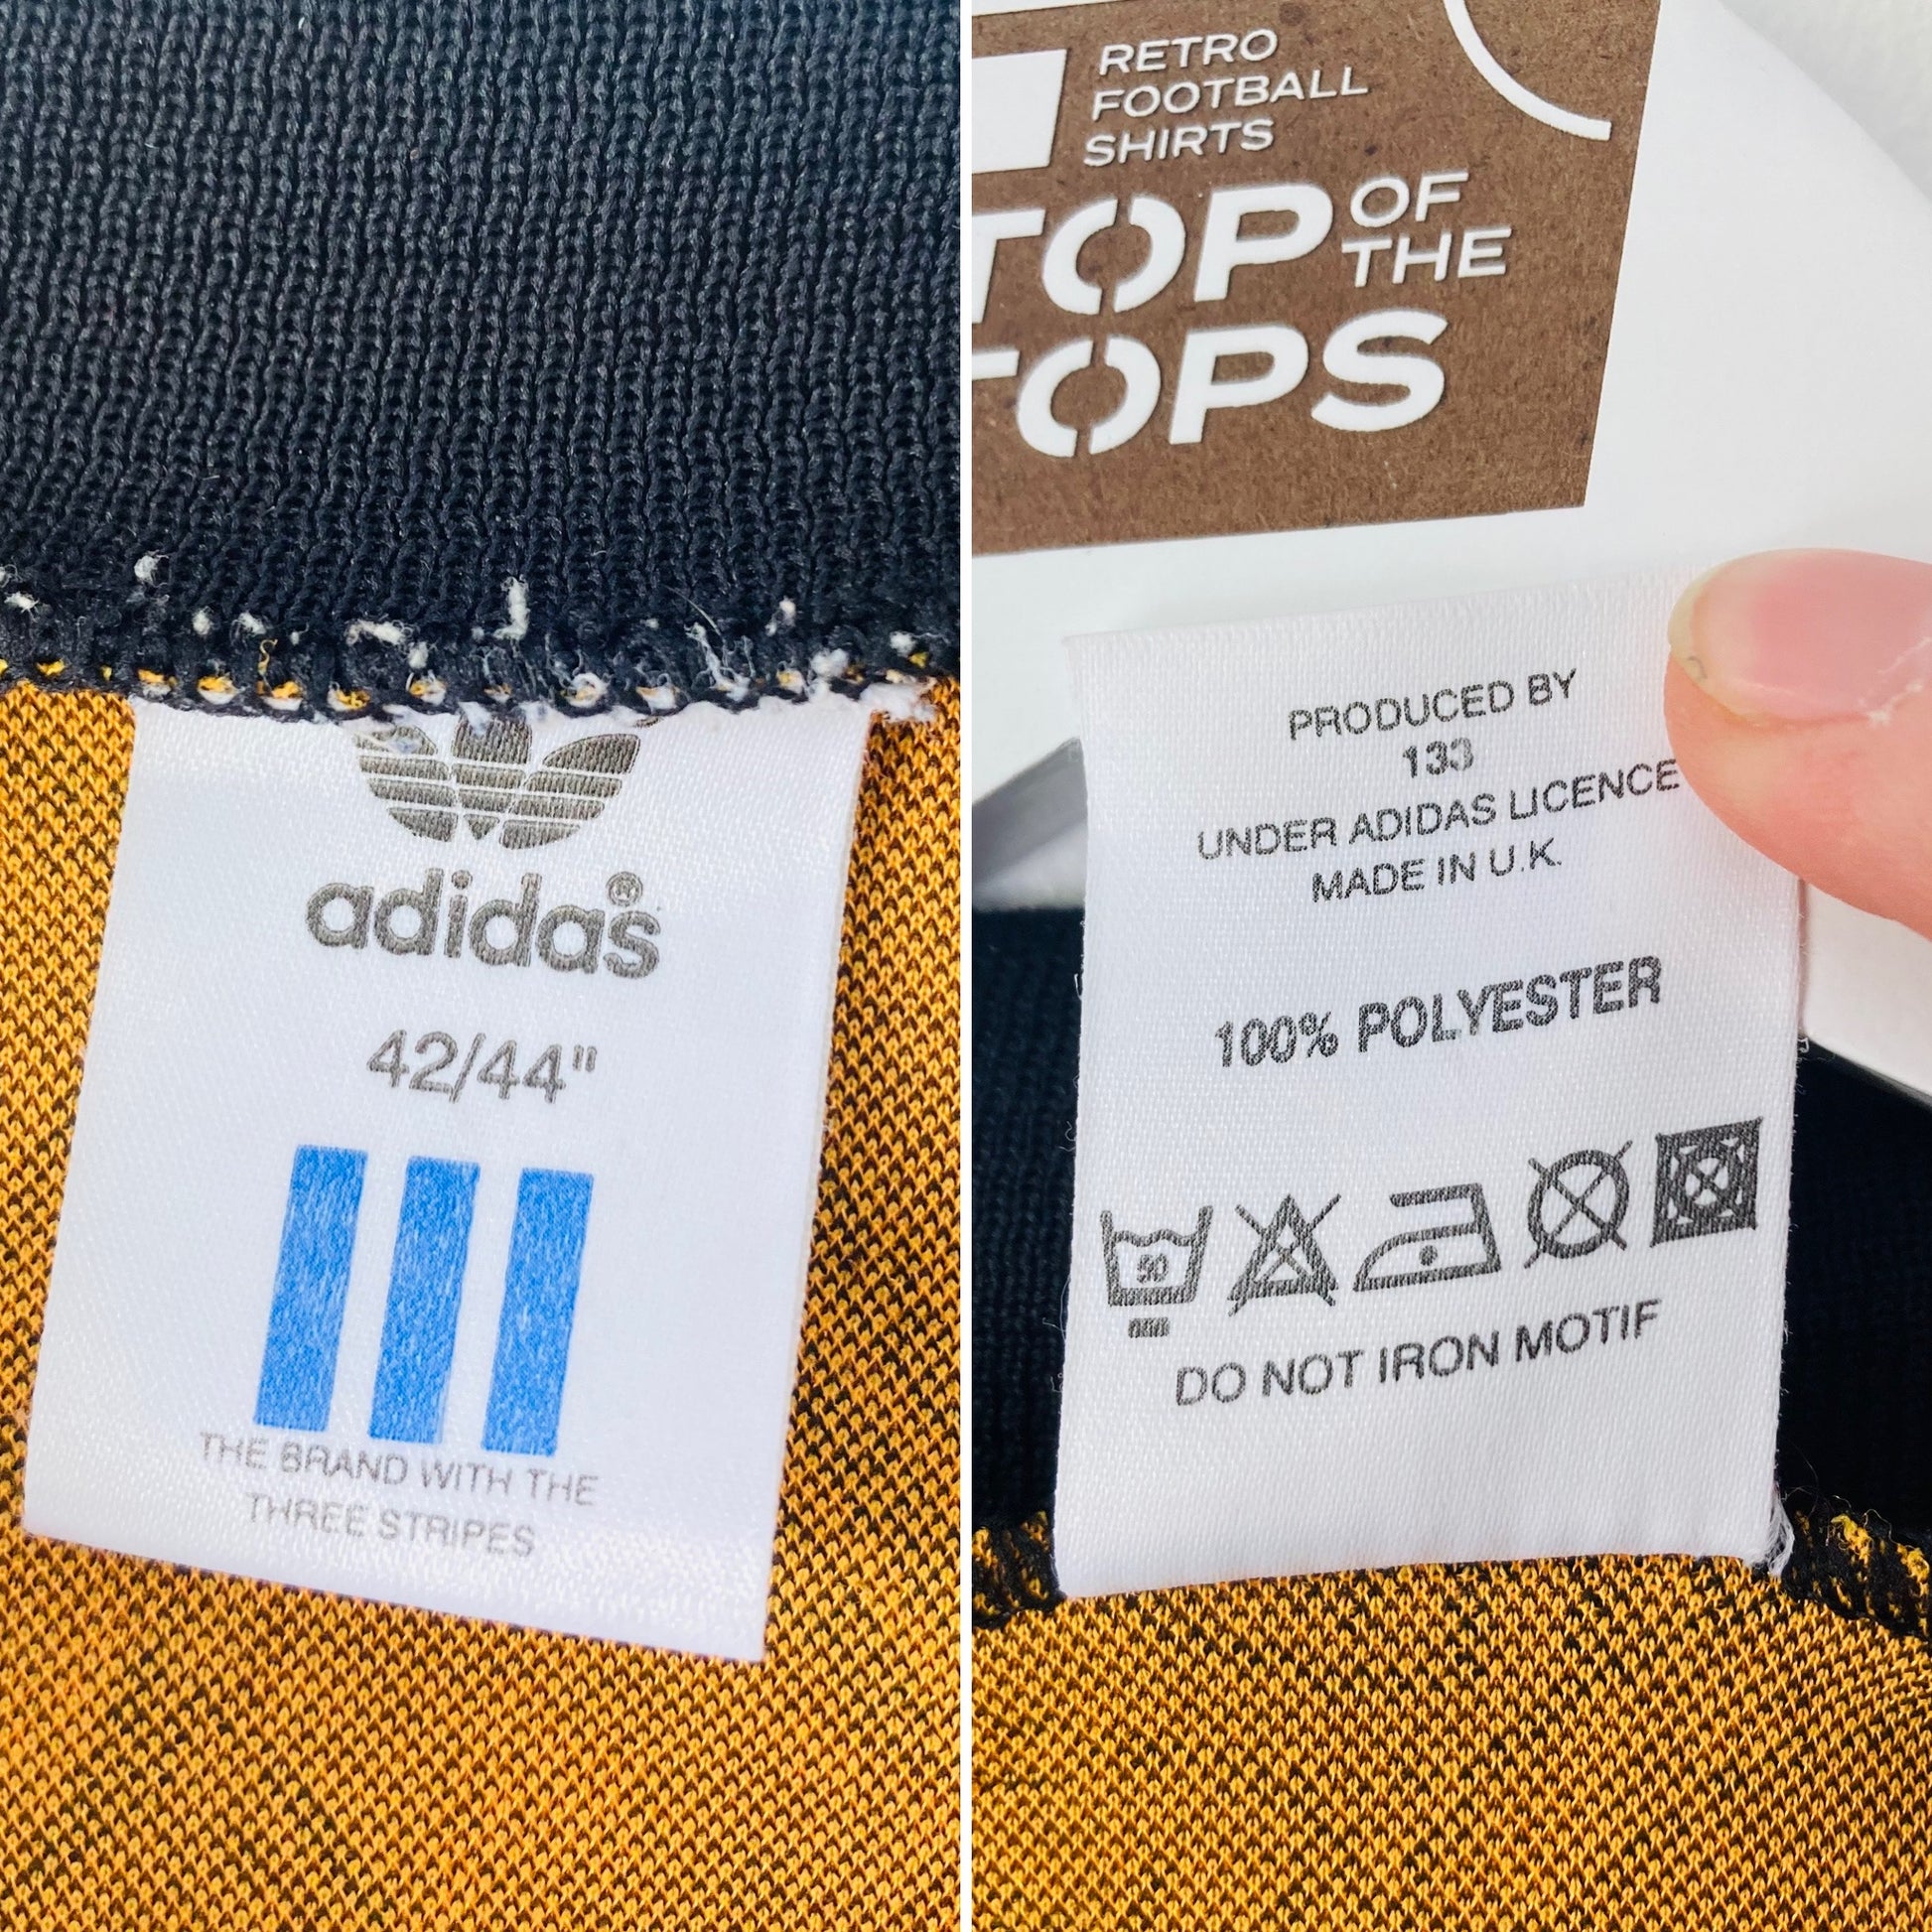 adidas®
42/44"
THE BRAND WITH THE
THREE STRIPES
RETRO
FOOTBALL
SHIRTS
TOP OF
THE
TOPS
PRODUCED BY
133
UNDER ADIDAS LICENCE
MADE IN U.K.
100% POLYESTER
50
DO NOT IRON MOTIF